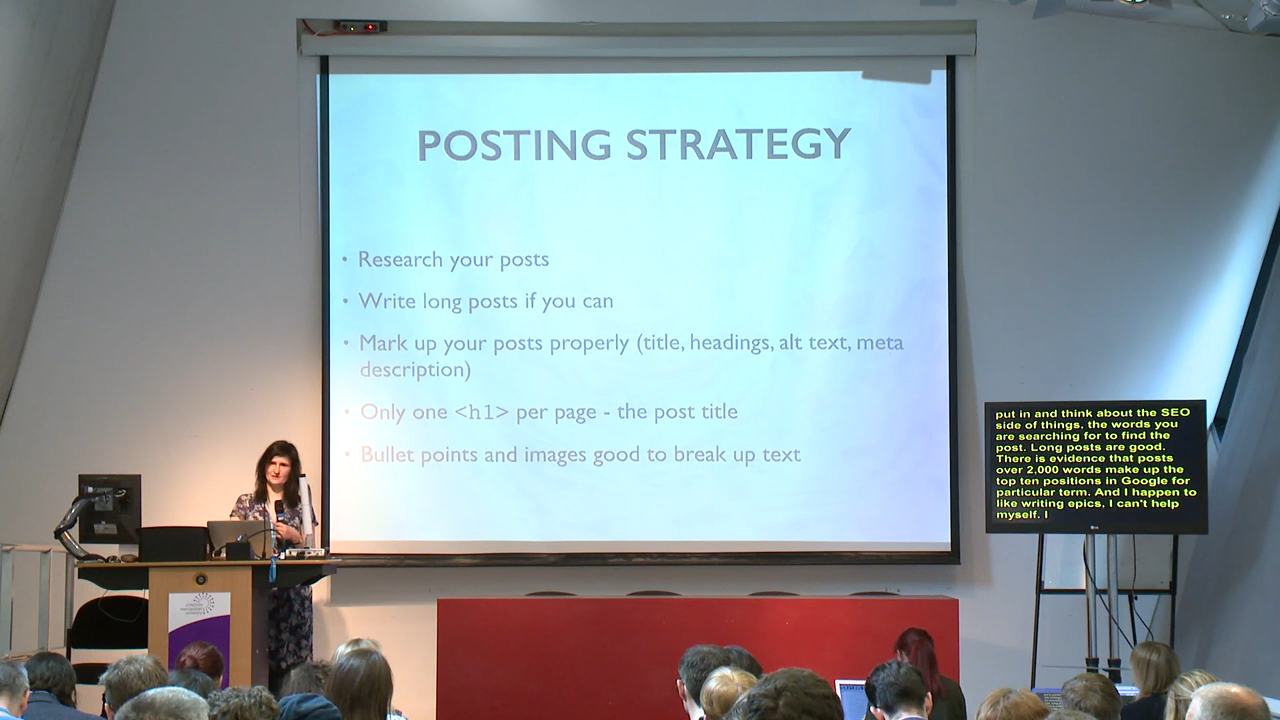 POSTING STRATEGY
• Research your posts
• Write long posts if you can
• Mark up your posts properly (title, headings, alt text, meta
description)
• Only one <h1> per page - the post title
• Bullet points and images good to break up text
put in and think about the SEO
side of things, the words you
are searching for to find the
post. Long posts are good.
There is evidence that posts
over 2,000 words make up the
top ten positions in Google for
particular term. And I happen to
like writing epics, I can't help
myself. I
LG
london
metropolitan
university